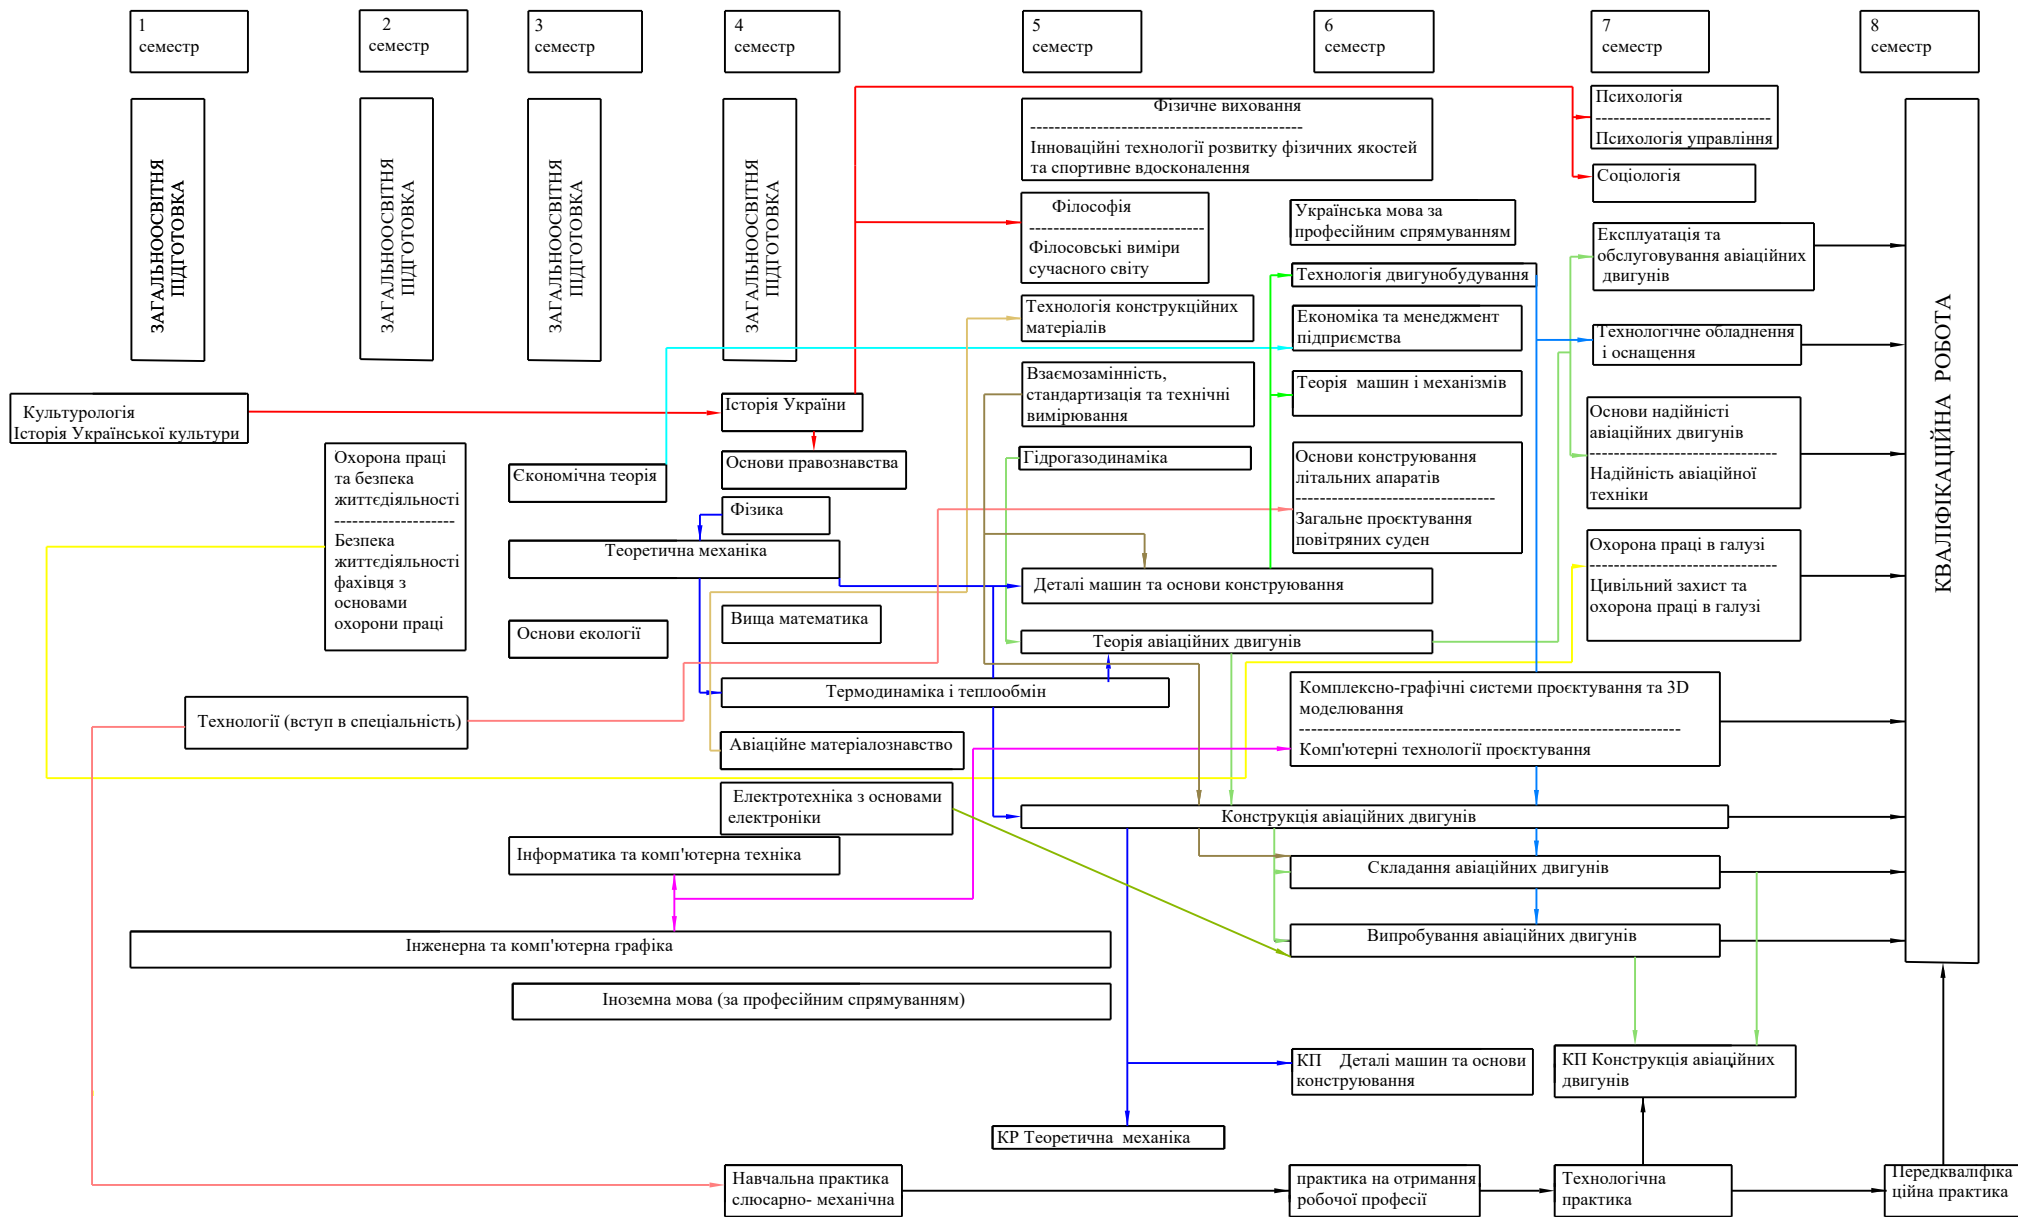 1
семестр
2
семестр
3
семестр
4
семестр
5
семестр
6
семестр
7
семестр
8
семестр
ЗАГАЛЬНООСВІТНЯ
ПІДГОТОВКА
ЗАГАЛЬНООСВІТНЯ
ПІДГОТОВКА
ЗАГАЛЬНООСВІТНЯ
ПІДГОТОВКА
ЗАГАЛЬНООСВІТНЯ
ПІДГОТОВКА
Культурологія
Історія Української культури
Охорона праці
та безпека
життєдіяльності
--------------------
Безпека
життєдіяльності
фахівця з
основами
охорони праці
Технології (вступ в спеціальність)
Єкономічна теорія
Теоретична механіка
Основи екології
Інформатика та комп'ютерна техніка
Інженерна та комп'ютерна графіка
Іноземна мова (за професійним спрямуванням)
Історія України
Основи правознавства
Фізика
Вища математика
Термодинаміка і теплообмін
Авіаційне матеріалознавство
Електротехніка з основами
електроніки
Навчальна практика
слюсарно- механічна
Фізичне виховання
---------------------------------------------
Інноваційні технології розвитку фізичних якостей
та спортивне вдосконалення
Філософія
-----------------------------
Філосовські виміри
сучасного світу
Технологія конструкційних
матеріалів
Взаємозамінність,
стандартизація та технічні
вимірювання
Гідрогазодинаміка
Деталі машин та основи конструювання
Теорія авіаційних двигунів
Конструкція авіаційних двигунів
КР Теоретична механіка
Українська мова за
професійним спрямуванням
Технологія двигунобудування
Економіка та менеджмент
підприємства
Теорія машин і механізмів
Основи конструювання
літальних апаратів
---------------------------------
Загальне проєктування
повітряних суден
Комплексно-графічні системи проєктування та 3D
моделювання
---------------------------------------------------------------
Комп'ютерні технології проєктування
Складання авіаційних двигунів
Випробування авіаційних двигунів
КП Деталі машин та основи
конструювання
практика на отримання
робочої професії
Психологія
-----------------------------
Психологія управління
Соціологія
Експлуатація та
обслуговування авіаційних
двигунів
Технологічне обладнення
і оснащення
Основи надійністі
авіаційних двигунів
-------------------------------
Надійність авіаційної
техніки
Охорона праці в галузі
-------------------------------
Цивільний захист та
охорона праці в галузі
КП Конструкція авіаційних
двигунів
Технологічна
практика
КВАЛІФІКАЦІЙНА РОБОТА
Передкваліфіка
ційна практика